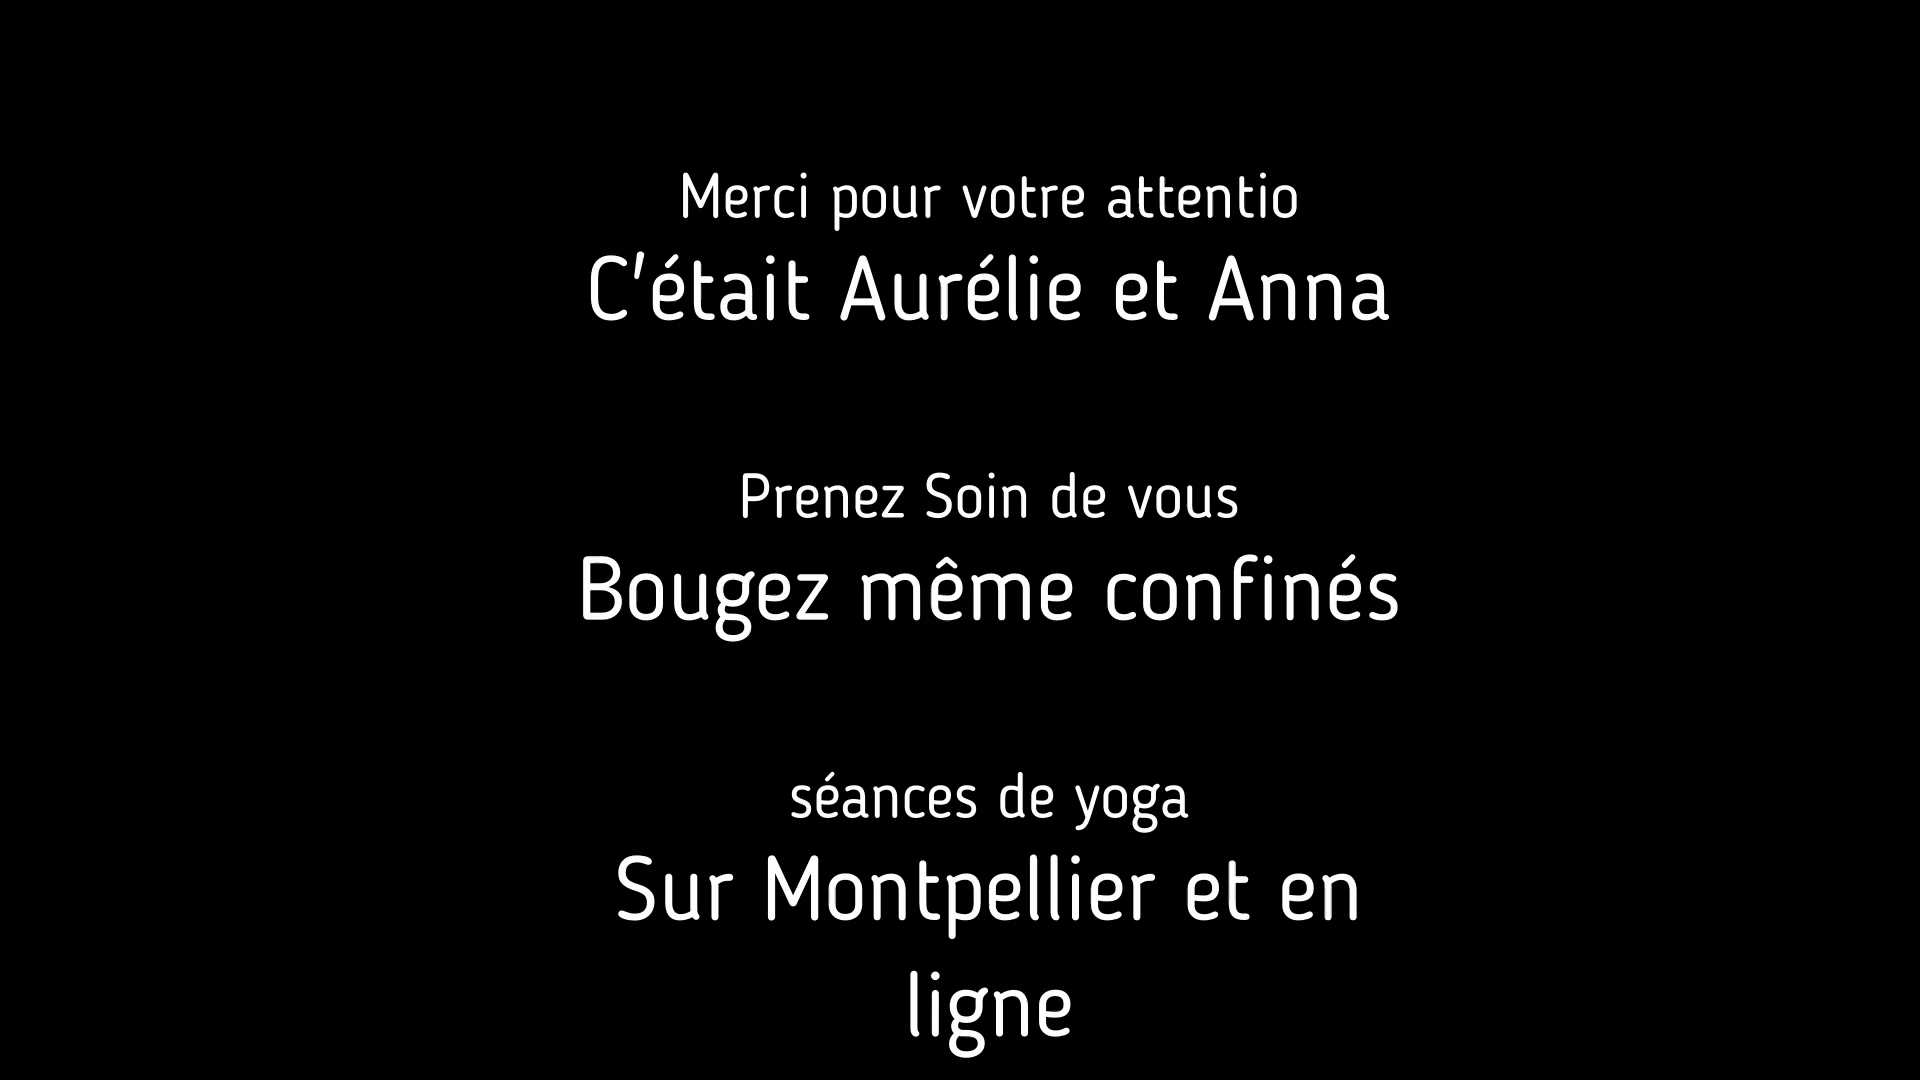 Merci pour votre attentio
C'était Aurélie et Anna
Prenez Soin de vous
Bougez même confinés
séances de yoga
Sur Montpellier et en
ligne